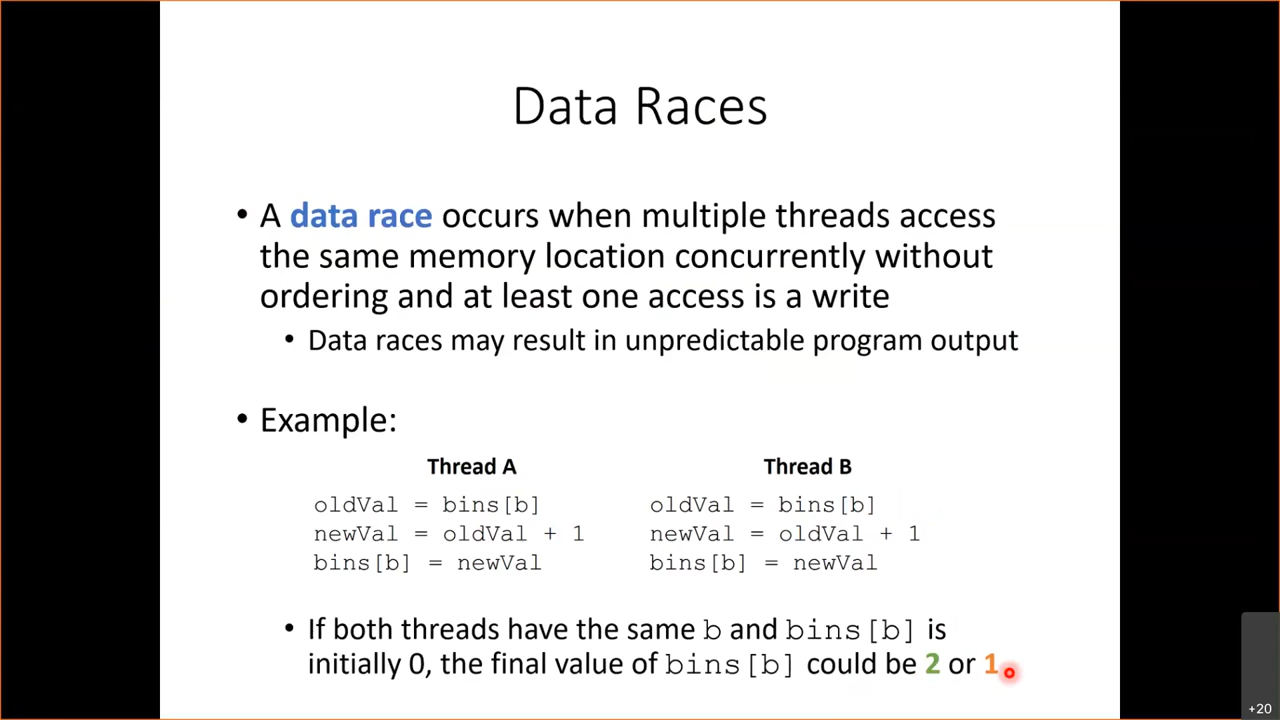 Data Races
• A data race occurs when multiple threads access
the same memory location concurrently without
ordering and at least one access is a write
• Data races may result in unpredictable program output
• Example:
Thread A
oldVal = bins[b]
newVal = oldVal + 1
bins[b] = newVal
Thread B
oldVal = bins[b]
newVal = oldVal + 1
bins[b] = newVal
• If both threads have the same b and bins[b] is
initially 0, the final value of bins[b] could be 2 or 1
+20